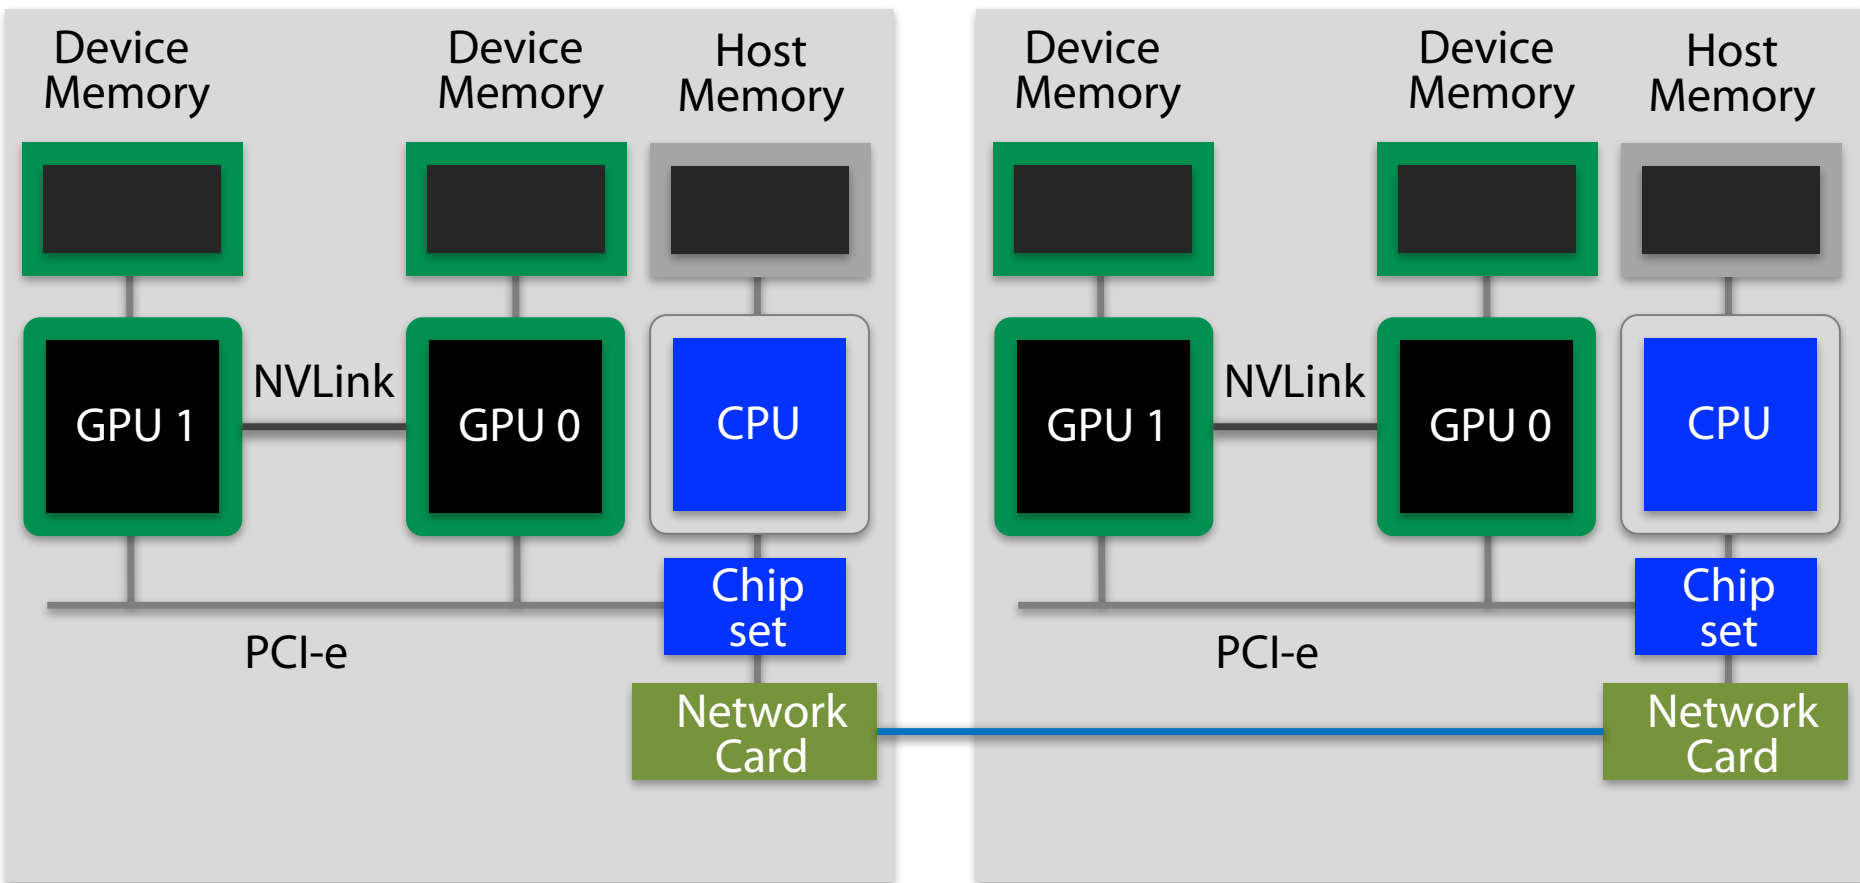 Device
Memory
Device
Memory
Host
Memory
GPU 1
NVLink
GPU 0
CPU
Chip
set
PCI-e
Network
Card
Device
Memory
Device
Memory
Host
Memory
GPU 1
NVLink
GPU 0
CPU
Chip
set
PCI-e
Network
Card